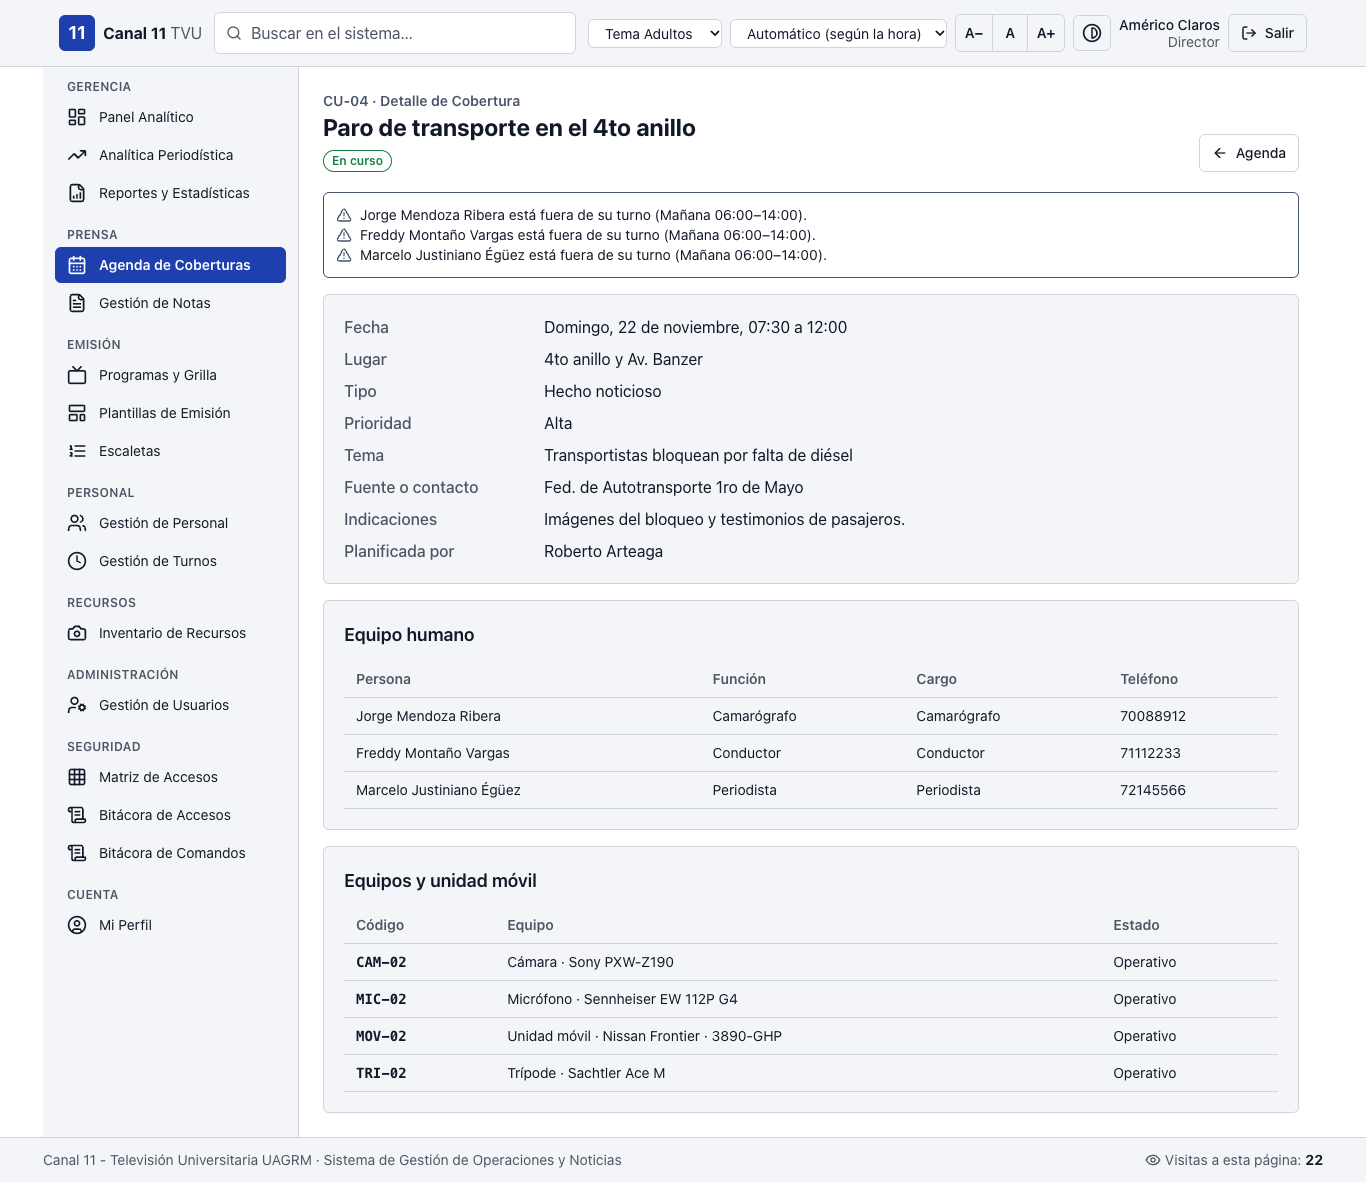 11 Canal 11 TVU
Buscar en el sistema...
Tema Adultos
Automático (según la hora)
A− A A+
Américo Claros
Director
Salir
GERENCIA
Panel Analítico
Analítica Periodística
Reportes y Estadísticas
PRENSA
Agenda de Coberturas
Gestión de Notas
EMISIÓN
Programas y Grilla
Plantillas de Emisión
Escaletas
PERSONAL
Gestión de Personal
Gestión de Turnos
RECURSOS
Inventario de Recursos
ADMINISTRACIÓN
Gestión de Usuarios
SEGURIDAD
Matriz de Accesos
Bitácora de Accesos
Bitácora de Comandos
CUENTA
Mi Perfil
CU-04 · Detalle de Cobertura
Paro de transporte en el 4to anillo
En curso
Agenda
Jorge Mendoza Ribera está fuera de su turno (Mañana 06:00–14:00).
Freddy Montaño Vargas está fuera de su turno (Mañana 06:00–14:00).
Marcelo Justiniano Égüez está fuera de su turno (Mañana 06:00–14:00).
Fecha Domingo, 22 de noviembre, 07:30 a 12:00
Lugar 4to anillo y Av. Banzer
Tipo Hecho noticioso
Prioridad Alta
Tema Transportistas bloquean por falta de diésel
Fuente o contacto Fed. de Autotransporte 1ro de Mayo
Indicaciones Imágenes del bloqueo y testimonios de pasajeros.
Planificada por Roberto Arteaga
Equipo humano
Persona Función Cargo Teléfono
Jorge Mendoza Ribera Camarógrafo Camarógrafo 70088912
Freddy Montaño Vargas Conductor Conductor 71112233
Marcelo Justiniano Égüez Periodista Periodista 72145566
Equipos y unidad móvil
Código Equipo Estado
CAM-02 Cámara · Sony PXW-Z190 Operativo
MIC-02 Micrófono · Sennheiser EW 112P G4 Operativo
MOV-02 Unidad móvil · Nissan Frontier · 3890-GHP Operativo
TRI-02 Trípode · Sachtler Ace M Operativo
Canal 11 - Televisión Universitaria UAGRM · Sistema de Gestión de Operaciones y Noticias
Visitas a esta página: 22